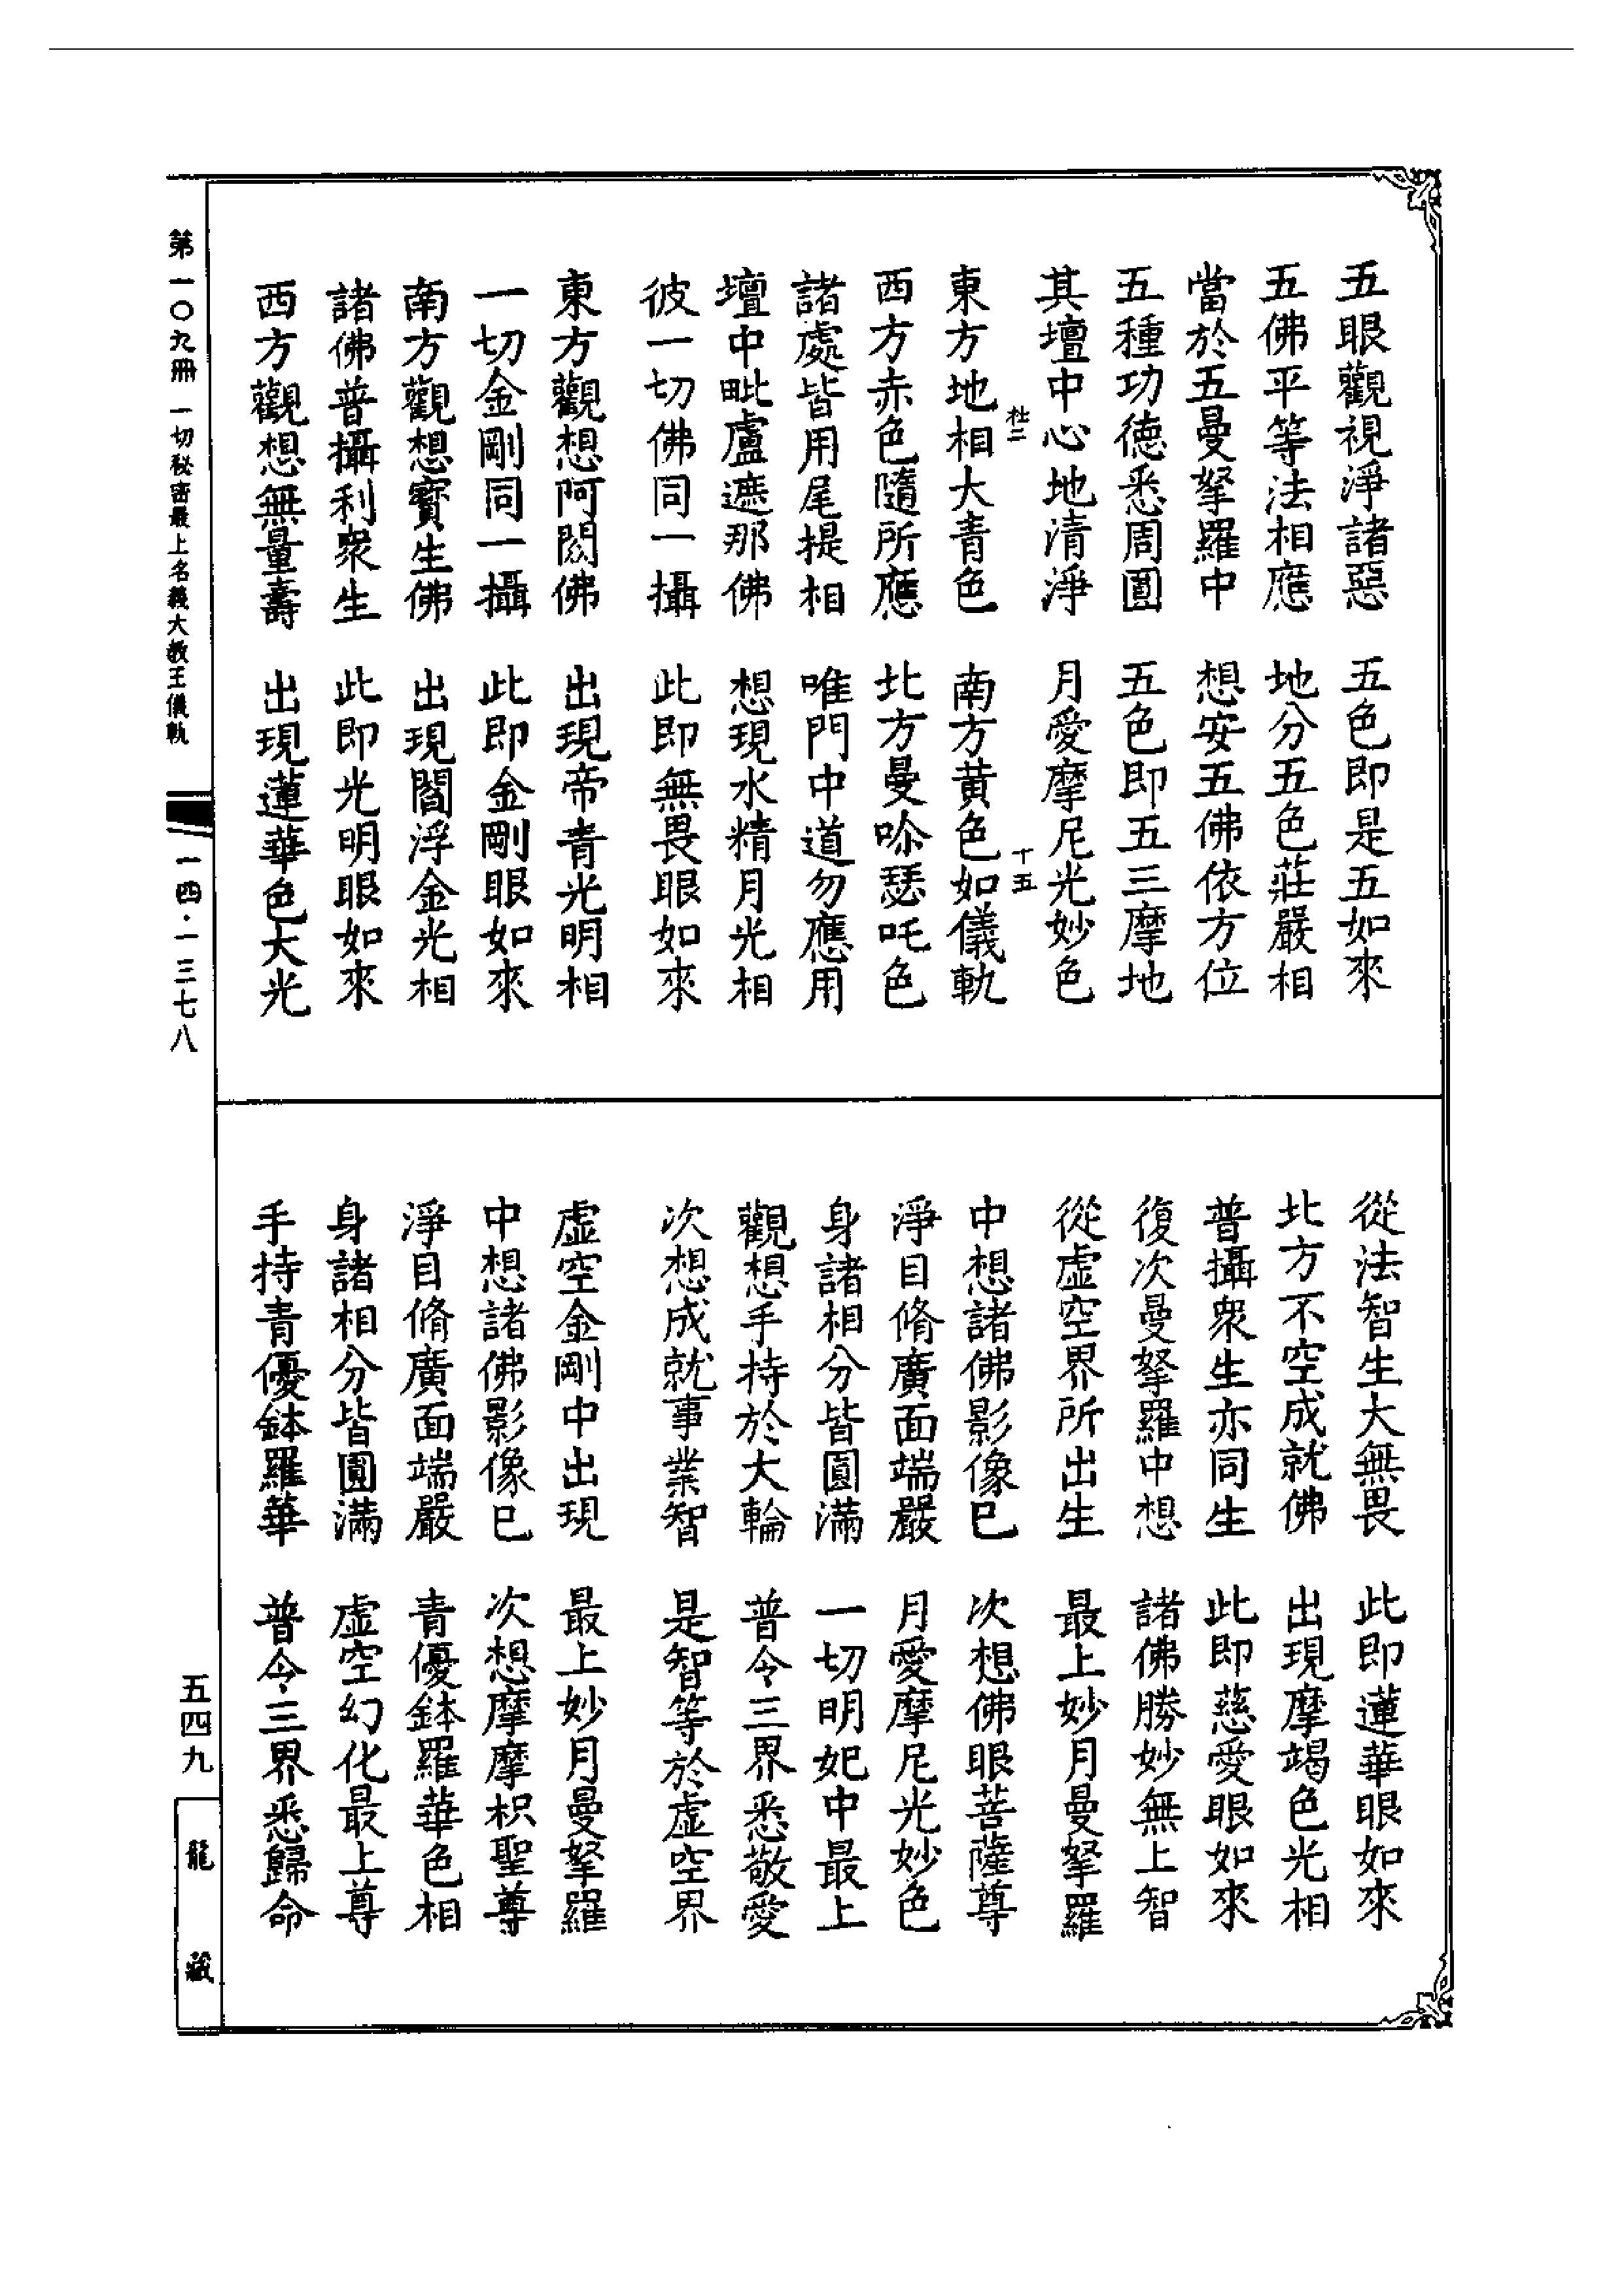 五眼觀視淨諸惡　五色即是五如來
五佛平等法相應　地分五色莊嚴相
當於五曼拏羅中　想安五佛依方位
五種功德悉周圓　五色即五三摩地
其壇中心地清淨　月愛摩尼光妙色
杜二　十五
東方地相大青色　南方黃色如儀軌
西方赤色隨所應　北方曼吟瑟吒色
諸處皆用尾提相　唯門中道勿應用
壇中毗盧遮那佛　想現水精月光相
彼一切佛同一攝　此即無畏眼如來
東方觀想阿閦佛　出現帝青光明相
一切金剛同一攝　此即金剛眼如來
南方觀想寶生佛　出現閻浮金光相
諸佛普攝利衆生　此即光明眼如來
西方觀想無量壽　出現蓮華色大光
從法智生大無畏　此即蓮華眼如來
北方不空成就佛　出現摩竭色光相
普攝衆生亦同生　此即慈愛眼如來
復次曼拏羅中想　諸佛勝妙無上智
從虛空界所出生　最上妙月曼拏羅
中想諸佛影像已　次想佛眼菩薩尊
淨目脩廣面端嚴　月愛摩尼光妙色
身諸相分皆圓滿　一切明妃中最上
觀想手持於大輪　普令三界悉敬愛
次想成就事業智　是智等於虛空界
虛空金剛中出現　最上妙月曼拏羅
中想諸佛影像已　次想摩摩枳聖尊
淨目脩廣面端嚴　青優鉢羅華色相
身諸相分皆圓滿　虛空幻化最上尊
手持青優鉢羅華　普令三界悉歸命
第一〇九冊　一切秘密最上名義大教王儀軌
一四·一三七八
五四九
龍藏